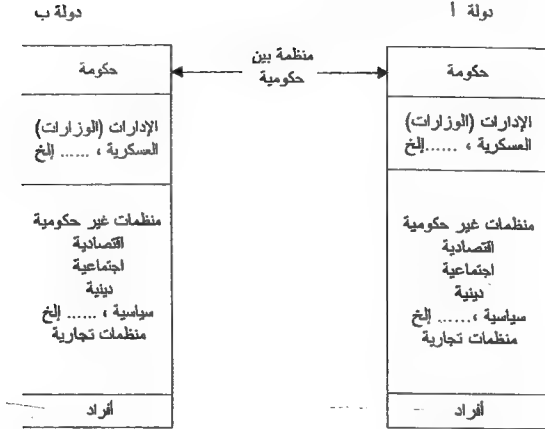 دولة أ
دولة ب
حكومة
منظمة بين
حكومية
حكومة
الإدارات (الوزارات)
العسكرية ، ......إلخ
الإدارات (الوزارات)
العسكرية ، ...... إلخ
منظمات غير حكومية
اقتصادية
اجتماعية
دينية
سياسية ،...... إلخ
منظمات تجارية
منظمات غير حكومية
اقتصادية
اجتماعية
دينية
سياسية ، ...... إلخ
منظمات تجارية
أفراد
أفراد